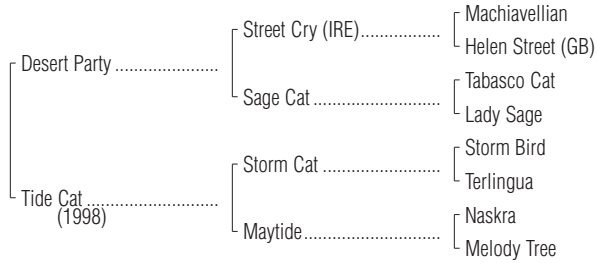 Machiavellian
Street Cry (IRE)..................
Helen Street (GB)
Desert Party .......................
Tabasco Cat
Sage Cat ............................
Lady Sage
Storm Bird
Storm Cat ..........................
Terlingua
Tide Cat .............................
(1998)
Naskra
Maytide..............................
Melody Tree